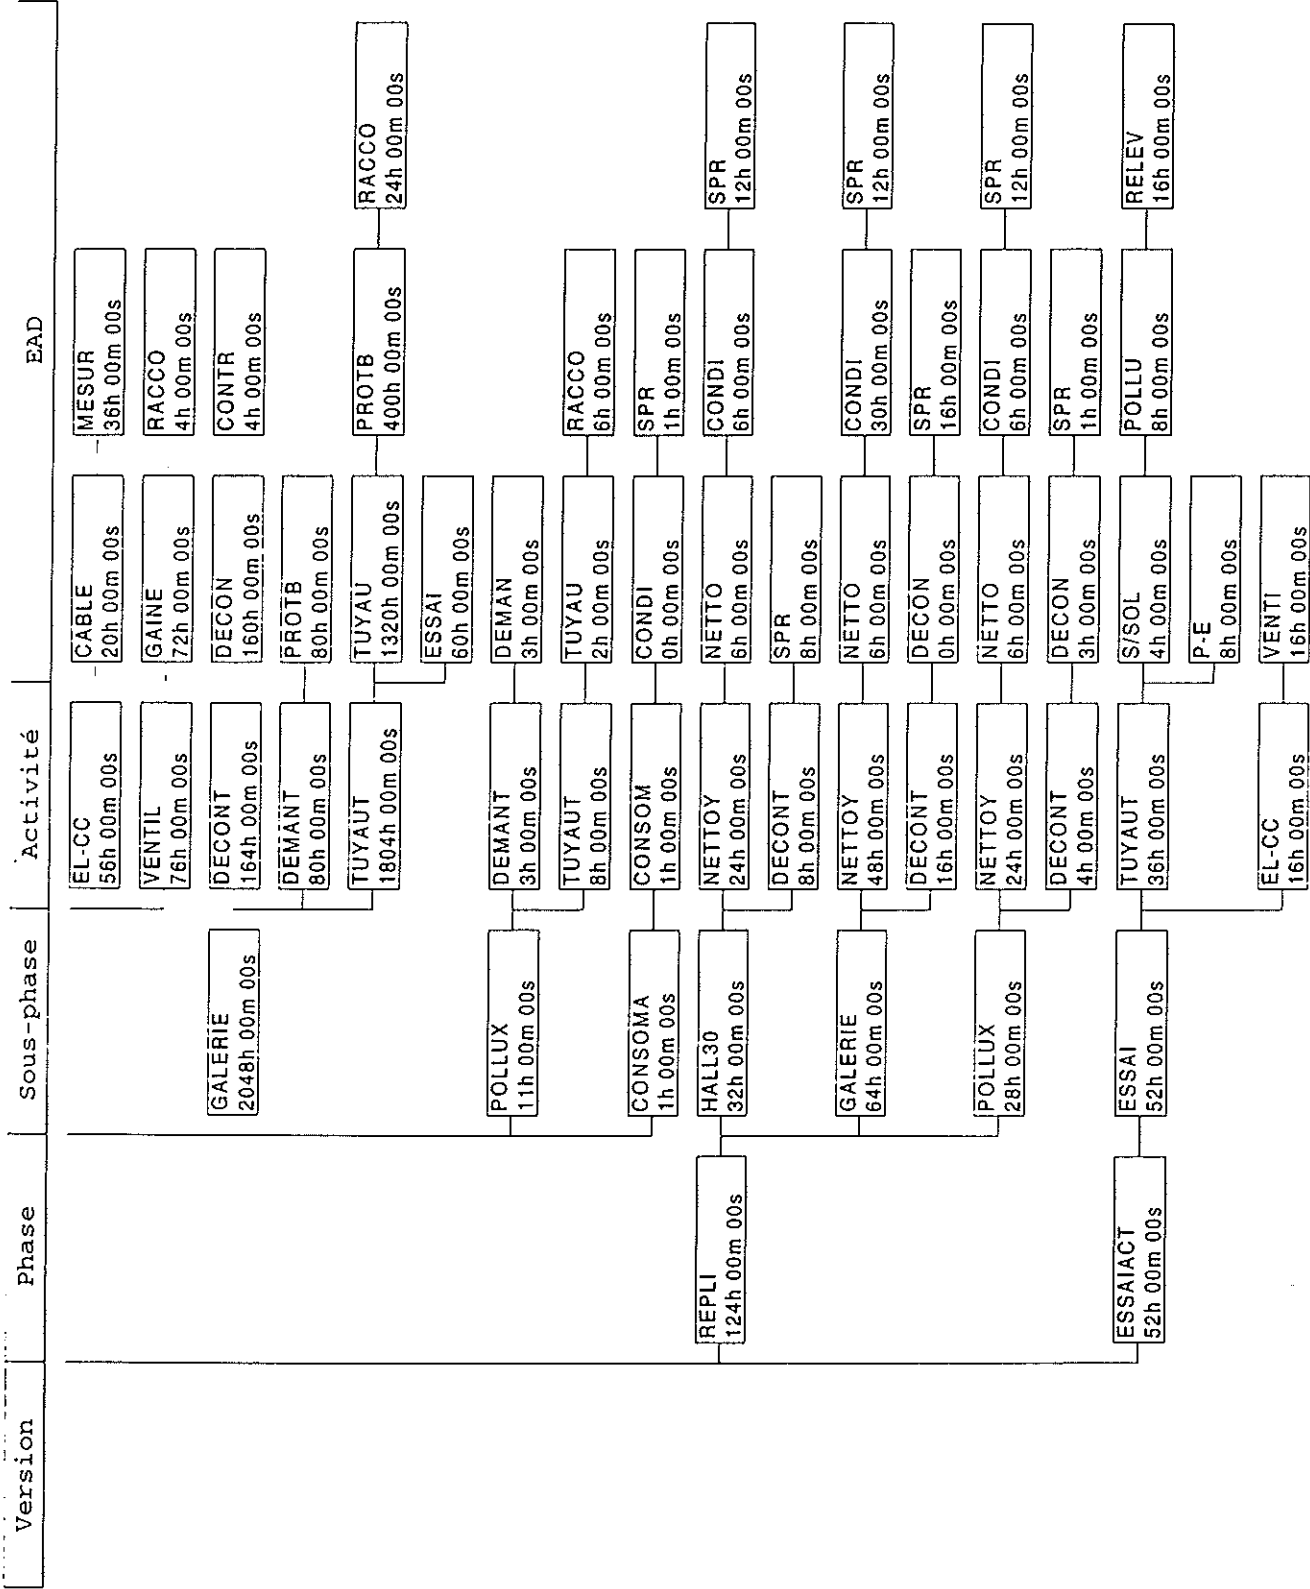 Version
Phase
Sous-phase
Activité
EAD
EL-CC
56h 00m 00s
CABLE
20h 00m 00s
MESUR
36h 00m 00s
VENTIL
76h 00m 00s
GAINE
72h 00m 00s
RACCO
4h 00m 00s
GALERIE
2048h 00m 00s
DECONT
164h 00m 00s
DECON
160h 00m 00s
CONTR
4h 00m 00s
DEMANT
80h 00m 00s
PROTB
80h 00m 00s
TUYAUT
1804h 00m 00s
TUYAU
1320h 00m 00s
PROTB
400h 00m 00s
RACCO
24h 00m 00s
ESSAI
60h 00m 00s
POLLUX
11h 00m 00s
DEMANT
3h 00m 00s
DEMAN
3h 00m 00s
TUYAUT
8h 00m 00s
TUYAU
2h 00m 00s
RACCO
6h 00m 00s
CONSOMA
1h 00m 00s
CONSOM
1h 00m 00s
CONDI
0h 00m 00s
SPR
1h 00m 00s
REPLI
124h 00m 00s
HALL30
32h 00m 00s
NETTOY
24h 00m 00s
NETTO
6h 00m 00s
CONDI
6h 00m 00s
SPR
12h 00m 00s
DECONT
8h 00m 00s
SPR
8h 00m 00s
GALERIE
64h 00m 00s
NETTOY
48h 00m 00s
NETTO
6h 00m 00s
CONDI
30h 00m 00s
SPR
12h 00m 00s
DECONT
16h 00m 00s
DECON
0h 00m 00s
SPR
16h 00m 00s
POLLUX
28h 00m 00s
NETTOY
24h 00m 00s
NETTO
6h 00m 00s
CONDI
6h 00m 00s
SPR
12h 00m 00s
DECONT
4h 00m 00s
DECON
3h 00m 00s
SPR
1h 00m 00s
ESSAIACT
52h 00m 00s
ESSAI
52h 00m 00s
TUYAUT
36h 00m 00s
S/SOL
4h 00m 00s
POLLU
8h 00m 00s
RELEV
16h 00m 00s
P-E
8h 00m 00s
EL-CC
16h 00m 00s
VENTI
16h 00m 00s